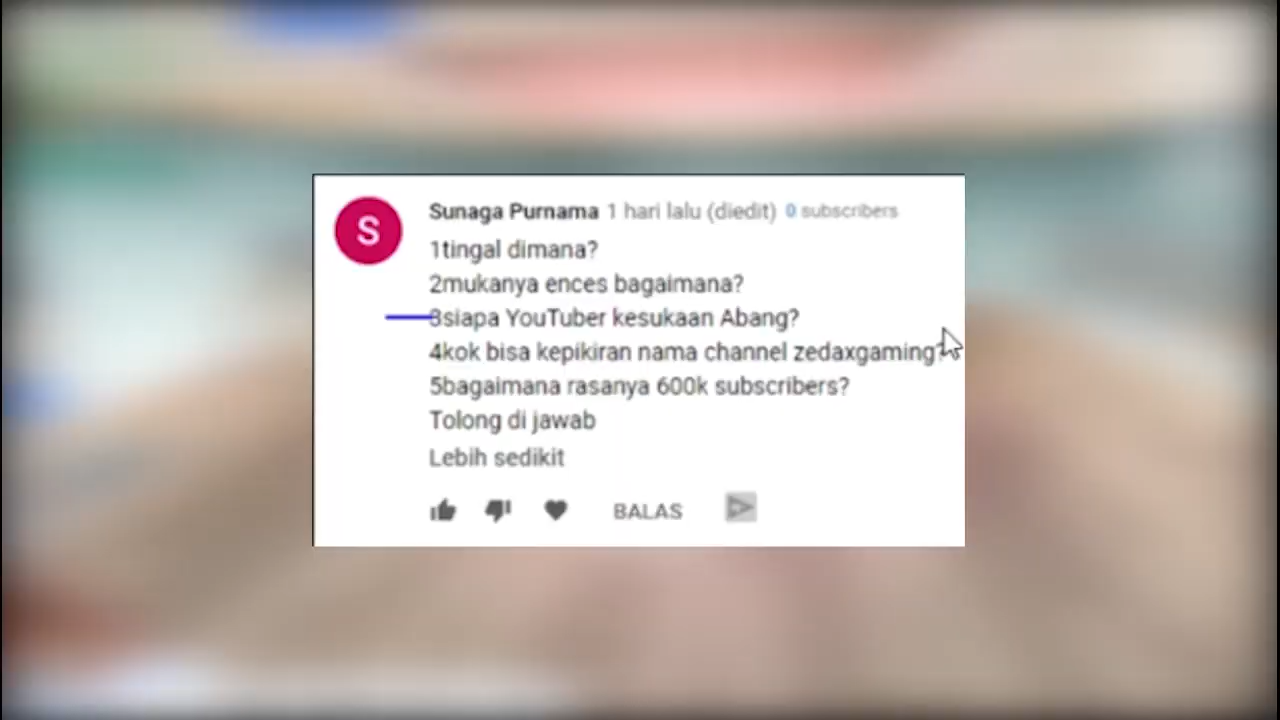 S
Sunaga Purnama 1 hari lalu (diedit) 0 subscribers
1tingal dimana?
2mukanya ences bagaimana?
3siapa YouTuber kesukaan Abang?
4kok bisa kepikiran nama channel zedaxgaming?
5bagaimana rasanya 600k subscribers?
Tolong di jawab
Lebih sedikit
BALAS